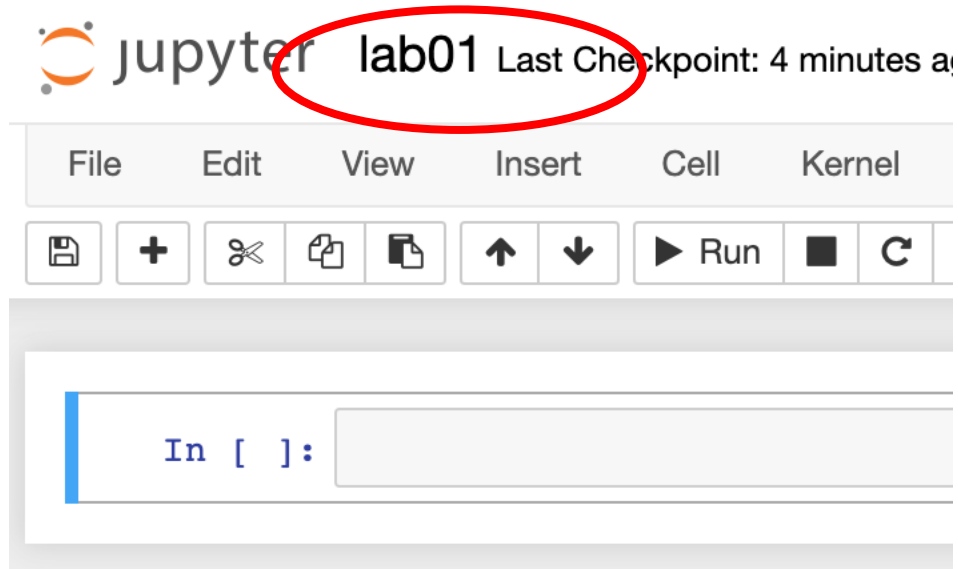 jupyter lab01 Last Checkpoint: 4 minutes
File Edit View Insert Cell Kernel
Run
In [ ]: